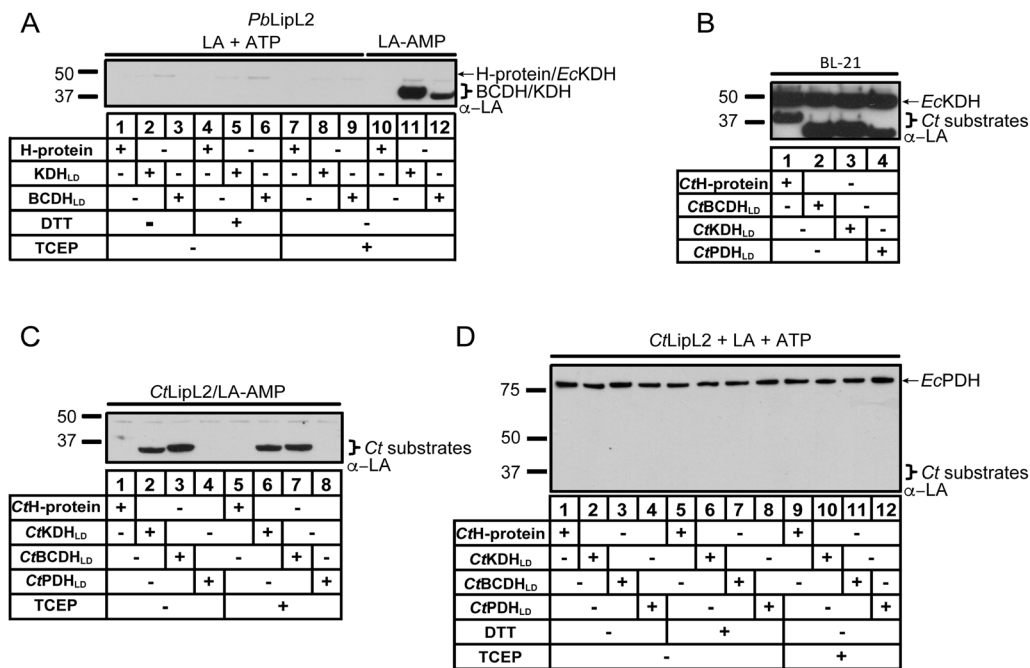 A
PbLipL2
LA + ATP LA-AMP
50
37
H-protein/EcKDH
BCDH/KDH
α–LA
1 2 3 4 5 6 7 8 9 10 11 12
H-protein + - + - + - + -
KDHLD - + - - + - - + - - + -
BCDHLD - + - + - + - +
DTT - + -
TCEP - +
B
BL-21
50
37
EcKDH
Ct substrates
α–LA
1 2 3 4
CtH-protein + -
CtBCDHLD - + -
CtKDHLD - + -
CtPDHLD - +
C
CtLipL2/LA-AMP
50
37
Ct substrates
α–LA
1 2 3 4 5 6 7 8
CtH-protein + - + -
CtKDHLD - + - - + -
CtBCDHLD - + - - + -
CtPDHLD - + - +
TCEP - +
D
CtLipL2 + LA + ATP
75
50
37
EcPDH
Ct substrates
α–LA
1 2 3 4 5 6 7 8 9 10 11 12
CtH-protein + - + - + -
CtKDHLD - + - - + - - + -
CtBCDHLD - + - - + - - + -
CtPDHLD - + - + - +
DTT - + -
TCEP - +